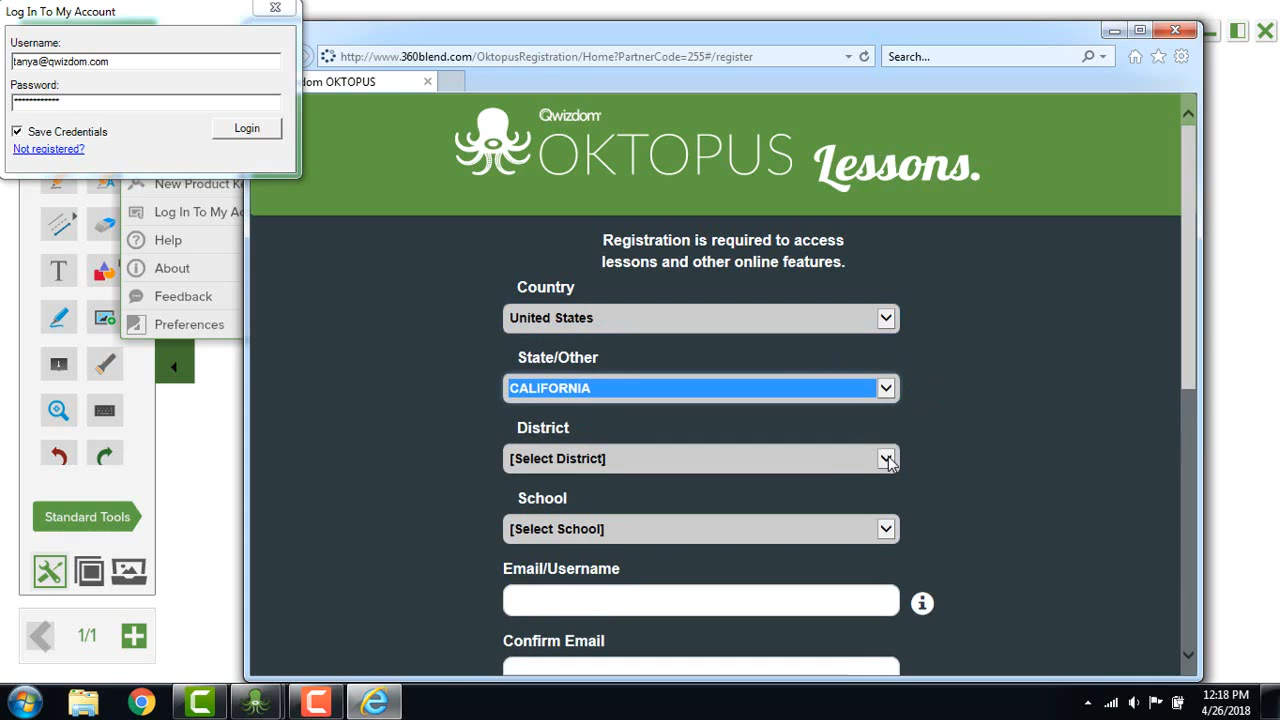 Log In To My Account
Username:
tanya@qwizdom.com
Password:
************
Save Credentials
Login
Not registered?
New Product K
Log In To My Ac
Help
About
Feedback
Preferences
T
A
Standard Tools
1/1
http://www.360blend.com/OktopusRegistration/Home?PartnerCode=255#/register
Search...
dom OKTOPUS
Qwizdom
OKTOPUS Lessons.
Registration is required to access
lessons and other online features.
Country
United States
State/Other
CALIFORNIA
District
[Select District]
School
[Select School]
Email/Username
Confirm Email
12:18 PM
4/26/2018